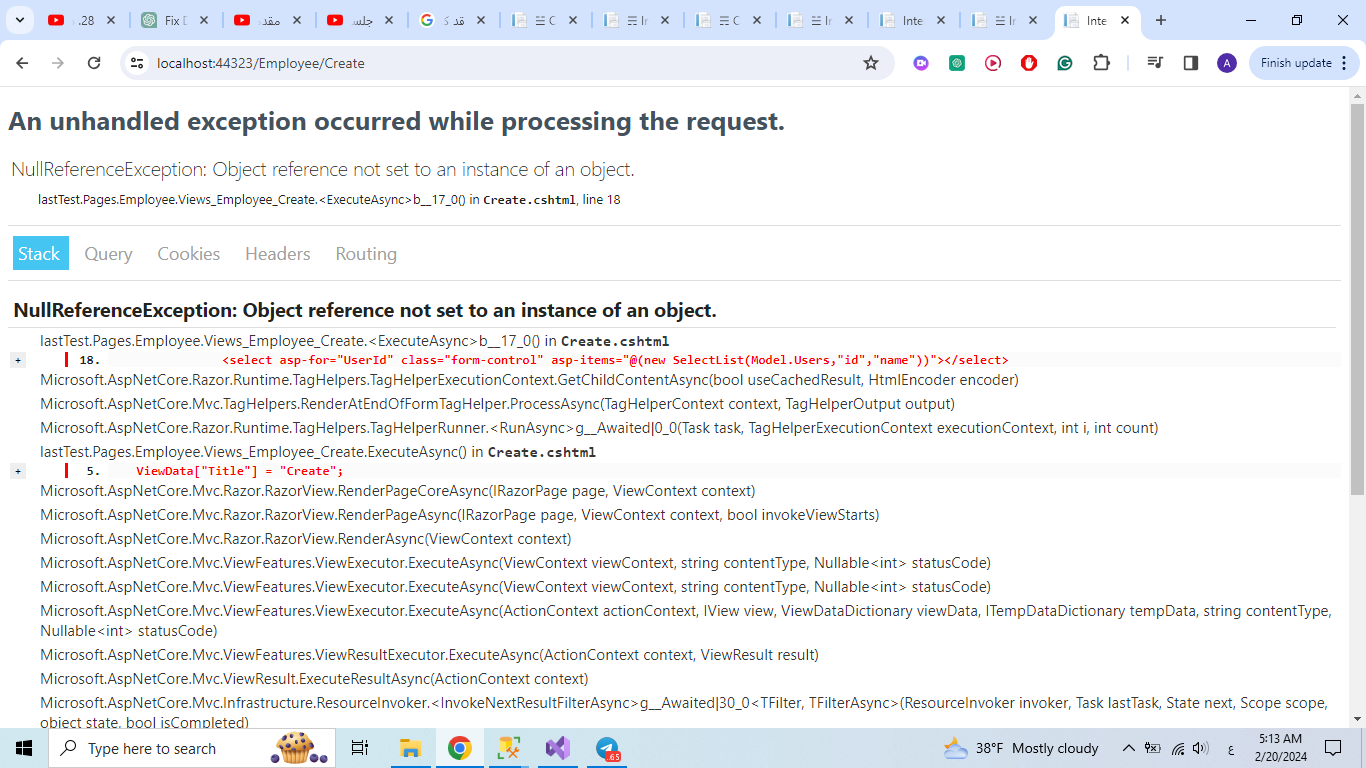 28.
Fix D
مقد
جلس
قد ک
C
Ir
C
Ir
Inte
Ir
Inte
localhost:44323/Employee/Create
A
Finish update
An unhandled exception occurred while processing the request.
NullReferenceException: Object reference not set to an instance of an object.
lastTest.Pages.Employee.Views_Employee_Create.<ExecuteAsync>b__17_0() in Create.cshtml, line 18
Stack Query Cookies Headers Routing
NullReferenceException: Object reference not set to an instance of an object.
lastTest.Pages.Employee.Views_Employee_Create.<ExecuteAsync>b__17_0() in Create.cshtml
+ 18. <select asp-for="UserId" class="form-control" asp-items="@(new SelectList(Model.Users,"id","name"))"></select>
Microsoft.AspNetCore.Razor.Runtime.TagHelpers.TagHelperExecutionContext.GetChildContentAsync(bool useCachedResult, HtmlEncoder encoder)
Microsoft.AspNetCore.Mvc.TagHelpers.RenderAtEndOfFormTagHelper.ProcessAsync(TagHelperContext context, TagHelperOutput output)
Microsoft.AspNetCore.Razor.Runtime.TagHelpers.TagHelperRunner.<RunAsync>g__Awaited|0_0(Task task, TagHelperExecutionContext executionContext, int i, int count)
lastTest.Pages.Employee.Views_Employee_Create.ExecuteAsync() in Create.cshtml
+ 5. ViewData["Title"] = "Create";
Microsoft.AspNetCore.Mvc.Razor.RazorView.RenderPageCoreAsync(IRazorPage page, ViewContext context)
Microsoft.AspNetCore.Mvc.Razor.RazorView.RenderPageAsync(IRazorPage page, ViewContext context, bool invokeViewStarts)
Microsoft.AspNetCore.Mvc.Razor.RazorView.RenderAsync(ViewContext context)
Microsoft.AspNetCore.Mvc.ViewFeatures.ViewExecutor.ExecuteAsync(ViewContext viewContext, string contentType, Nullable<int> statusCode)
Microsoft.AspNetCore.Mvc.ViewFeatures.ViewExecutor.ExecuteAsync(ViewContext viewContext, string contentType, Nullable<int> statusCode)
Microsoft.AspNetCore.Mvc.ViewFeatures.ViewExecutor.ExecuteAsync(ActionContext actionContext, IView view, ViewDataDictionary viewData, ITempDataDictionary tempData, string contentType,
Nullable<int> statusCode)
Microsoft.AspNetCore.Mvc.ViewFeatures.ViewResultExecutor.ExecuteAsync(ActionContext context, ViewResult result)
Microsoft.AspNetCore.Mvc.ViewResult.ExecuteResultAsync(ActionContext context)
Microsoft.AspNetCore.Mvc.Infrastructure.ResourceInvoker.<InvokeNextResultFilterAsync>g__Awaited|30_0<TFilter, TFilterAsync>(ResourceInvoker invoker, Task lastTask, State next, Scope scope,
object state, bool isCompleted)
Type here to search
.65
38°F Mostly cloudy
ع
5:13 AM
2/20/2024